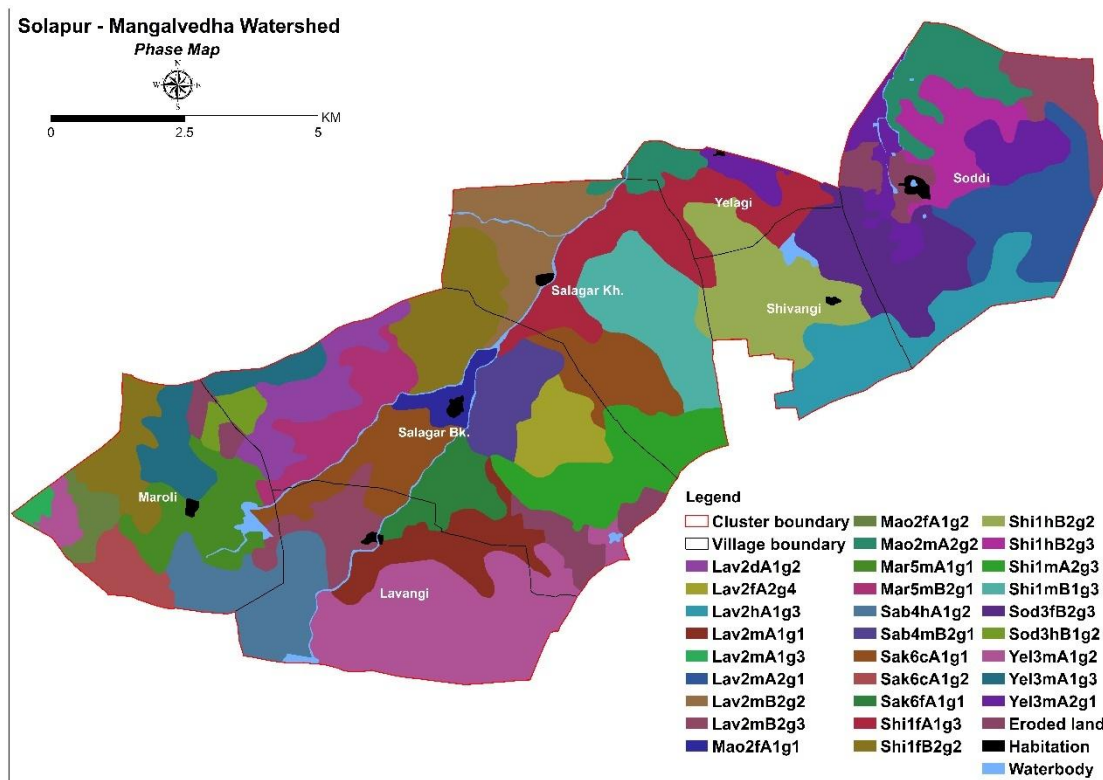 Solapur - Mangalvedha Watershed
Phase Map
N
W E
S
0 2.5 5 KM
Soddi
Yelagi
Salagar Kh.
Shivangi
Salagar Bk.
Maroli
Lavangi
Legend
Cluster boundary
Village boundary
Lav2dA1g2
Lav2fA2g4
Lav2hA1g3
Lav2mA1g1
Lav2mA1g3
Lav2mA2g1
Lav2mB2g2
Lav2mB2g3
Mao2fA1g1
Mao2fA1g2
Mao2mA2g2
Mar5mA1g1
Mar5mB2g1
Sab4hA1g2
Sab4mB2g1
Sak6cA1g1
Sak6cA1g2
Sak6fA1g1
Shi1fA1g3
Shi1fB2g2
Shi1hB2g2
Shi1hB2g3
Shi1mA2g3
Shi1mB1g3
Sod3fB2g3
Sod3hB1g2
Yel3mA1g2
Yel3mA1g3
Yel3mA2g1
Eroded land
Habitation
Waterbody